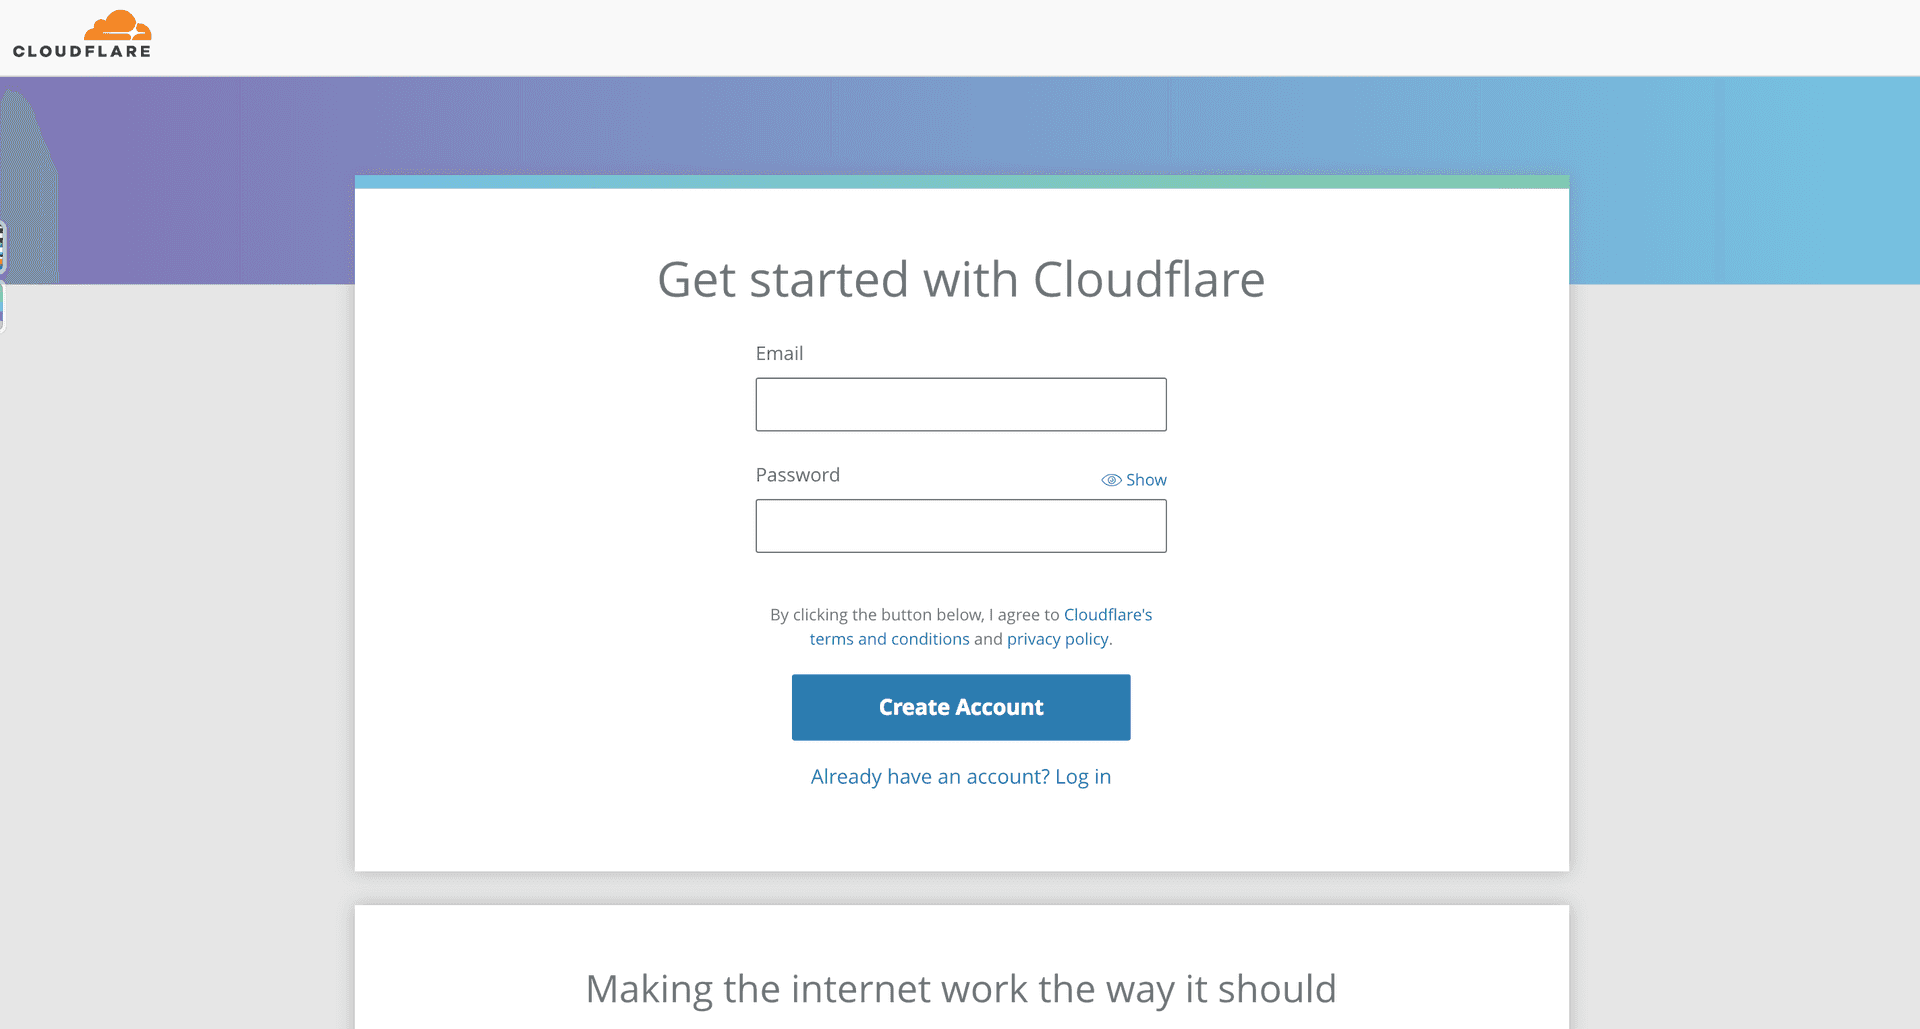 CLOUDFLARE
Get started with Cloudflare
Email
Password
Show
By clicking the button below, I agree to Cloudflare's
terms and conditions and privacy policy.
Create Account
Already have an account? Log in
Making the internet work the way it should